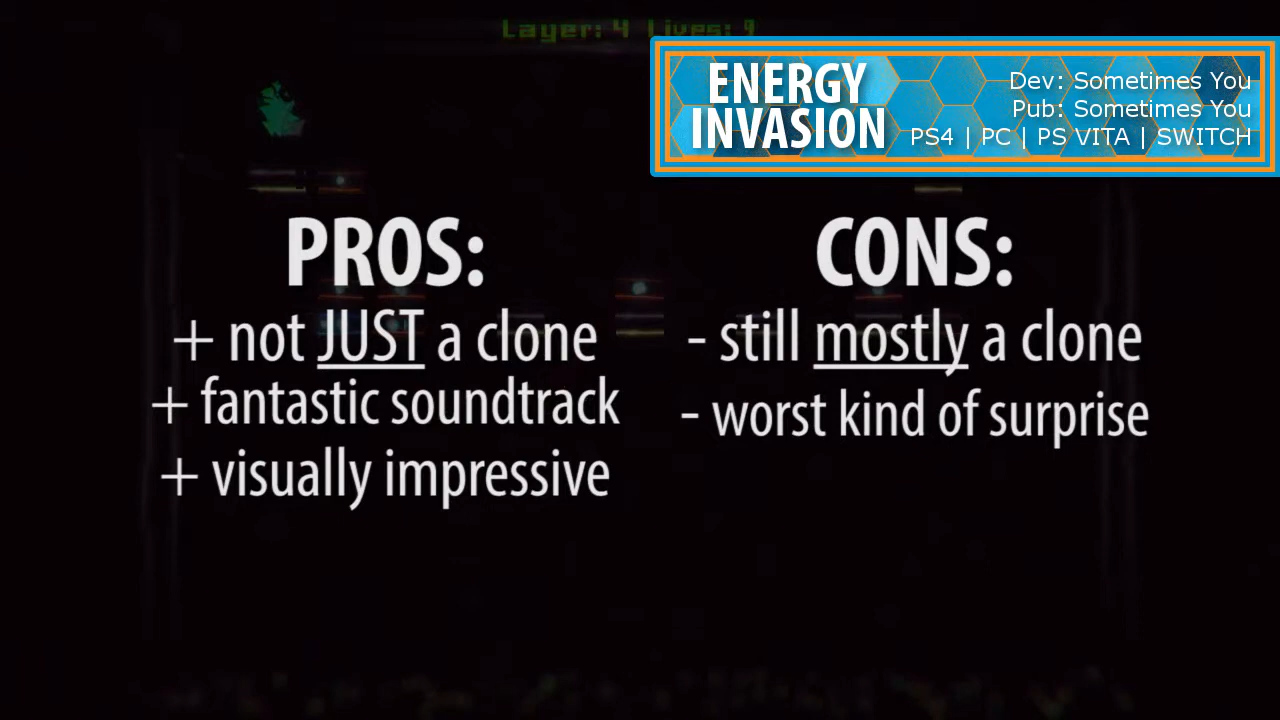 Layer: 4 Lives: 9
ENERGY
INVASION
Dev: Sometimes You
Pub: Sometimes You
PS4 | PC | PS VITA | SWITCH
PROS:
+ not JUST a clone
+ fantastic soundtrack
+ visually impressive
CONS:
- still mostly a clone
- worst kind of surprise